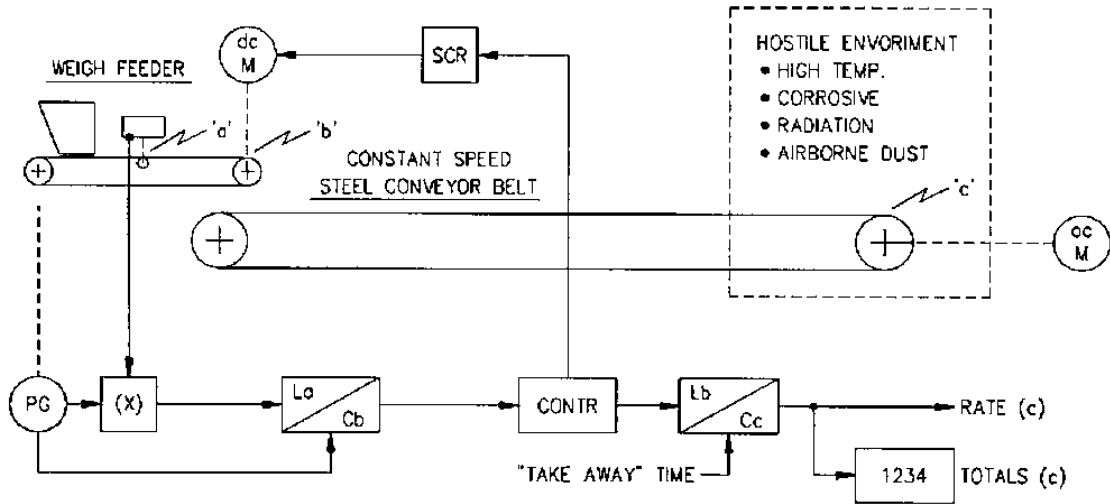 dc
M
SCR
HOSTILE ENVORIMENT
• HIGH TEMP.
• CORROSIVE
• RADIATION
• AIRBORNE DUST
WEIGH FEEDER
'a'
'b'
CONSTANT SPEED
STEEL CONVEYOR BELT
'c'
ac
M
PG
(X)
La
Cb
CONTR
Lb
Cc
RATE (c)
"TAKE AWAY" TIME
1234
TOTALS (c)